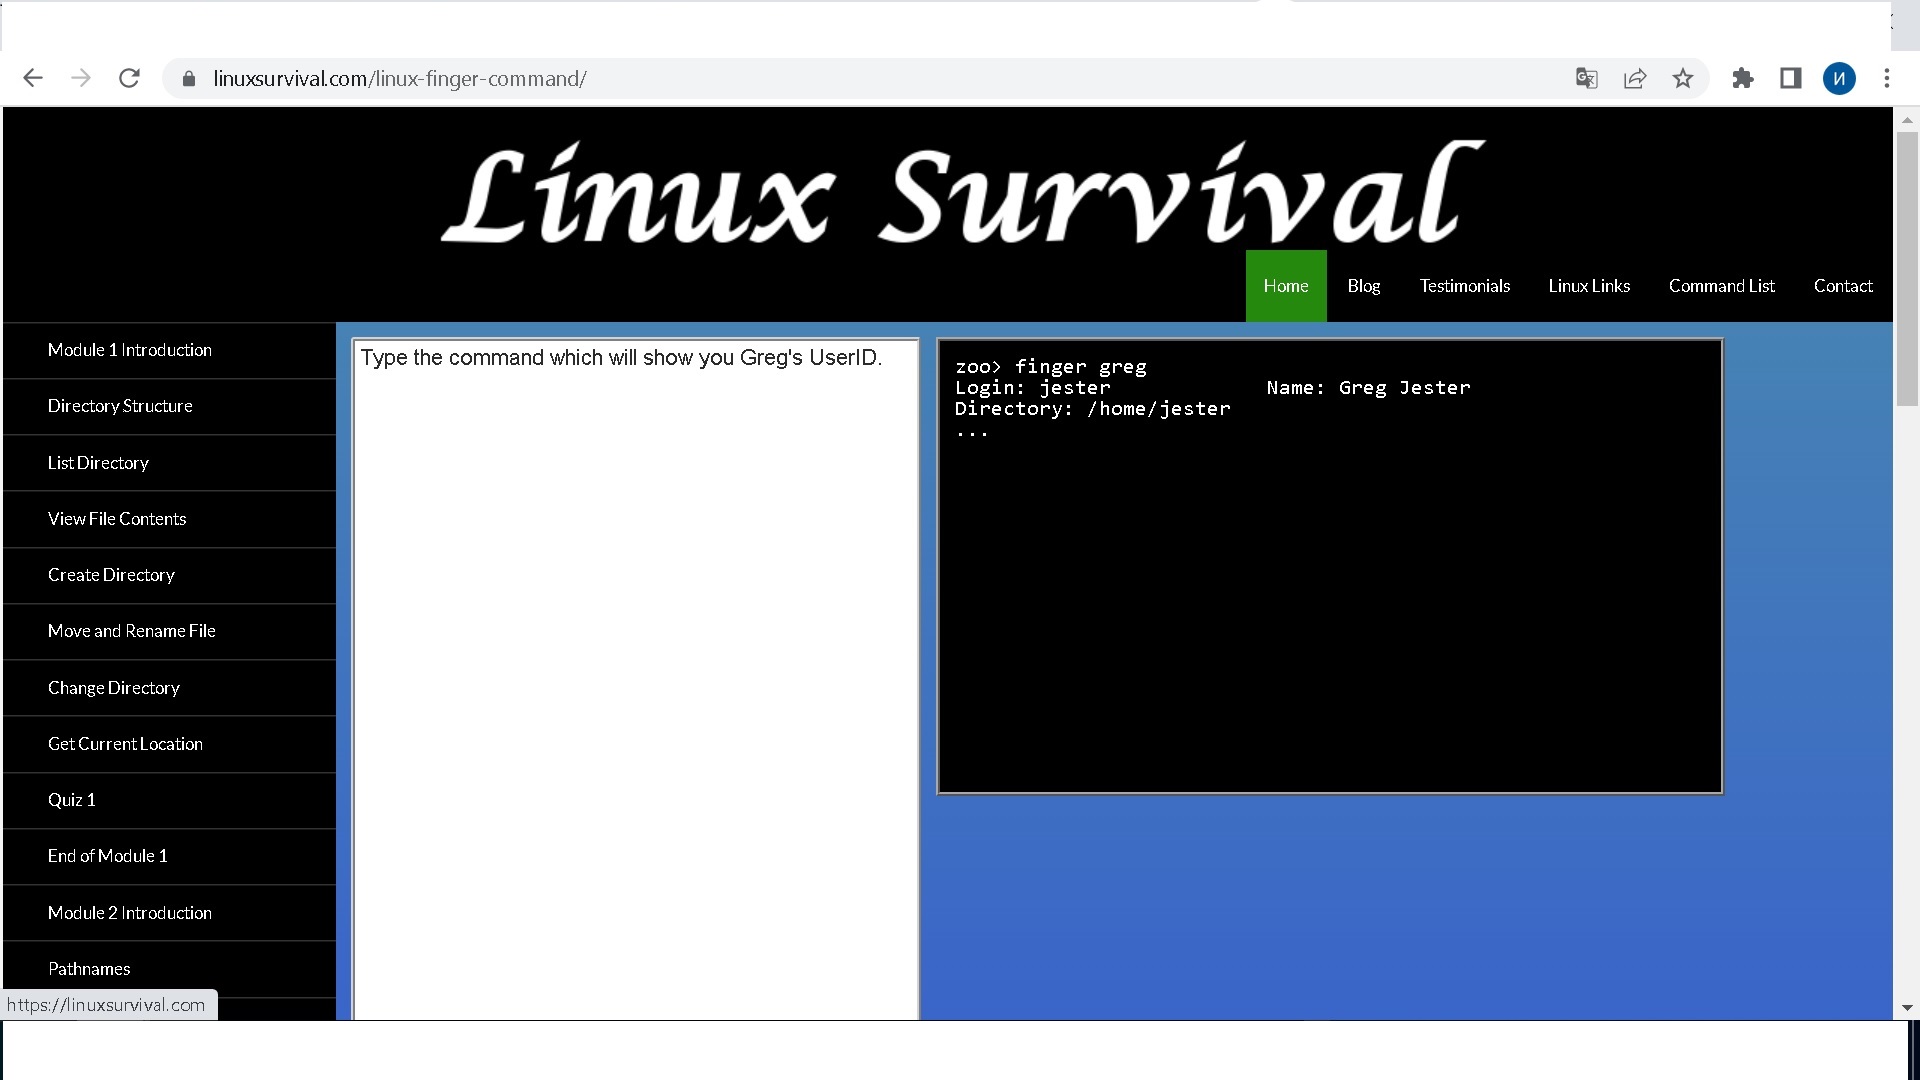 linuxsurvival.com/linux-finger-command/
И
Linux Survival
Home Blog Testimonials Linux Links Command List Contact
Module 1 Introduction
Directory Structure
List Directory
View File Contents
Create Directory
Move and Rename File
Change Directory
Get Current Location
Quiz 1
End of Module 1
Module 2 Introduction
Pathnames
Type the command which will show you Greg's UserID.
zoo> finger greg
Login: jester Name: Greg Jester
Directory: /home/jester
...
https://linuxsurvival.com